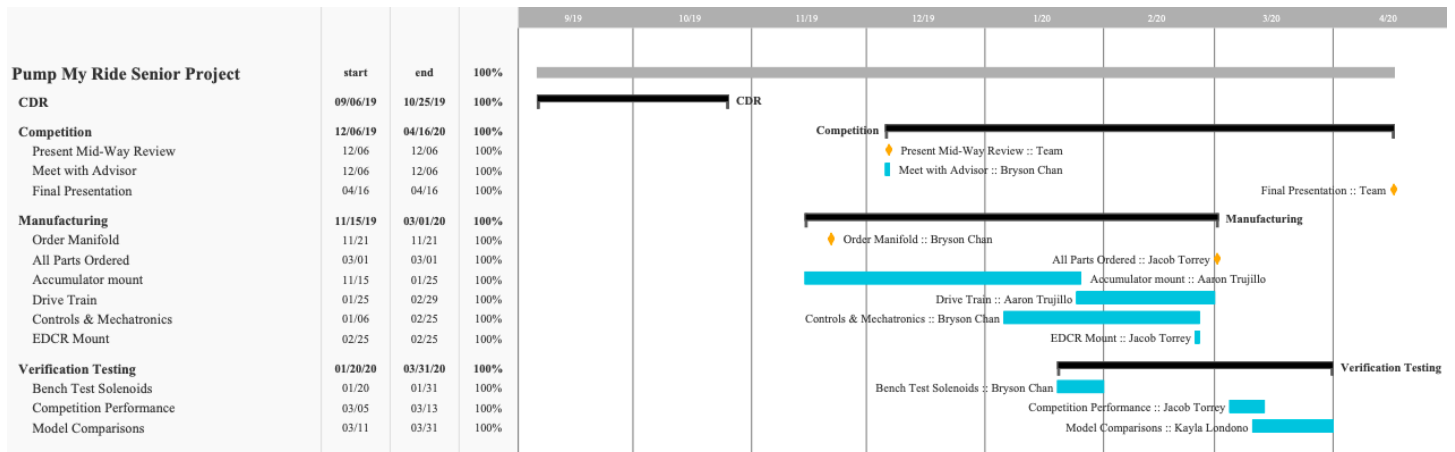 9/19 10/19 11/19 12/19 1/20 2/20 3/20 4/20
Pump My Ride Senior Project start end 100%
CDR 09/06/19 10/25/19 100% CDR
Competition 12/06/19 04/16/20 100% Competition
Present Mid-Way Review 12/06 12/06 100% Present Mid-Way Review :: Team
Meet with Advisor 12/06 12/06 100% Meet with Advisor :: Bryson Chan
Final Presentation 04/16 04/16 100% Final Presentation :: Team
Manufacturing 11/15/19 03/01/20 100% Manufacturing
Order Manifold 11/21 11/21 100% Order Manifold :: Bryson Chan
All Parts Ordered 03/01 03/01 100% All Parts Ordered :: Jacob Torrey
Accumulator mount 11/15 01/25 100% Accumulator mount :: Aaron Trujillo
Drive Train 01/25 02/29 100% Drive Train :: Aaron Trujillo
Controls & Mechatronics 01/06 02/25 100% Controls & Mechatronics :: Bryson Chan
EDCR Mount 02/25 02/25 100% EDCR Mount :: Jacob Torrey
Verification Testing 01/20/20 03/31/20 100% Verification Testing
Bench Test Solenoids 01/20 01/31 100% Bench Test Solenoids :: Bryson Chan
Competition Performance 03/05 03/13 100% Competition Performance :: Jacob Torrey
Model Comparisons 03/11 03/31 100% Model Comparisons :: Kayla Londono